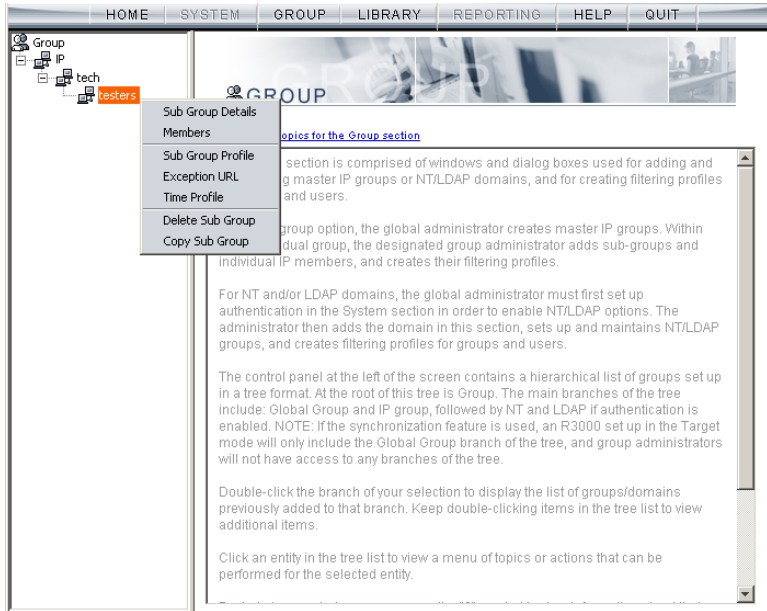 HOME SYSTEM GROUP LIBRARY REPORTING HELP QUIT
Group
IP
tech
testers
Sub Group Details
Members
Sub Group Profile
Exception URL
Time Profile
Delete Sub Group
Copy Sub Group
GROUP
GROUP
opics for the Group section
section is comprised of windows and dialog boxes used for adding and
g master IP groups or NT/LDAP domains, and for creating filtering profiles
and users.
group option, the global administrator creates master IP groups. Within
dual group, the designated group administrator adds sub-groups and
individual IP members, and creates their filtering profiles.
For NT and/or LDAP domains, the global administrator must first set up
authentication in the System section in order to enable NT/LDAP options. The
administrator then adds the domain in this section, sets up and maintains NT/LDAP
groups, and creates filtering profiles for groups and users.
The control panel at the left of the screen contains a hierarchical list of groups set up
in a tree format. At the root of this tree is Group. The main branches of the tree
include: Global Group and IP group, followed by NT and LDAP if authentication is
enabled. NOTE: If the synchronization feature is used, an R3000 set up in the Target
mode will only include the Global Group branch of the tree, and group administrators
will not have access to any branches of the tree.
Double-click the branch of your selection to display the list of groups/domains
previously added to that branch. Keep double-clicking items in the tree list to view
additional items.
Click an entity in the tree list to view a menu of topics or actions that can be
performed for the selected entity.